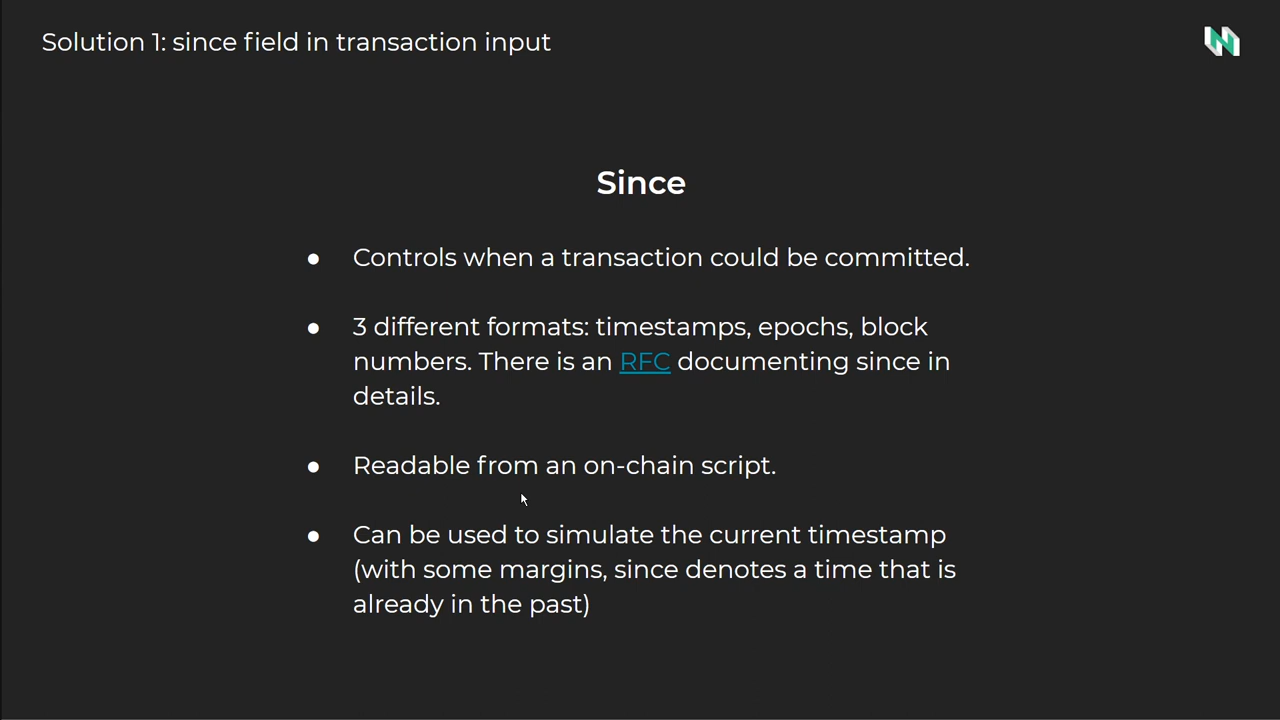 Solution 1: since field in transaction input
Since
● Controls when a transaction could be committed.
● 3 different formats: timestamps, epochs, block
numbers. There is an RFC documenting since in
details.
● Readable from an on-chain script.
● Can be used to simulate the current timestamp
(with some margins, since denotes a time that is
already in the past)